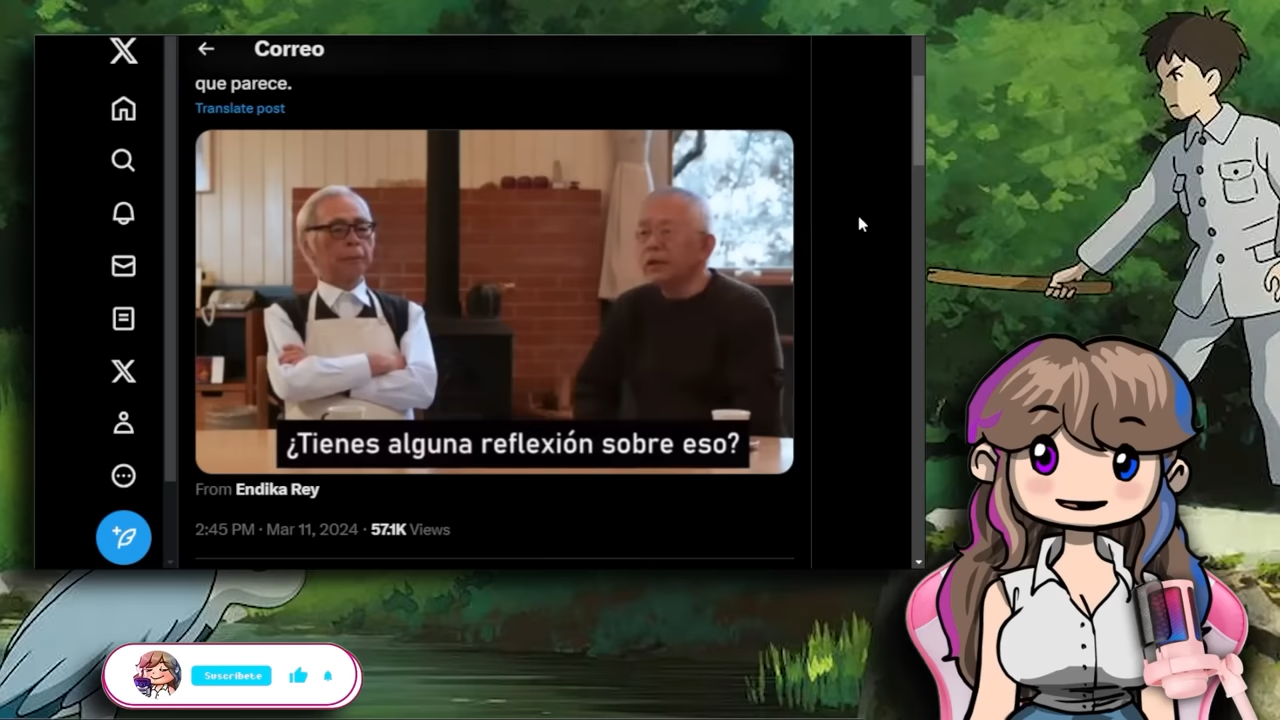 Correo
que parece.
Translate post
¿Tienes alguna reflexión sobre eso?
From Endika Rey
2:45 PM · Mar 11, 2024 · 57.1K Views
Suscribete